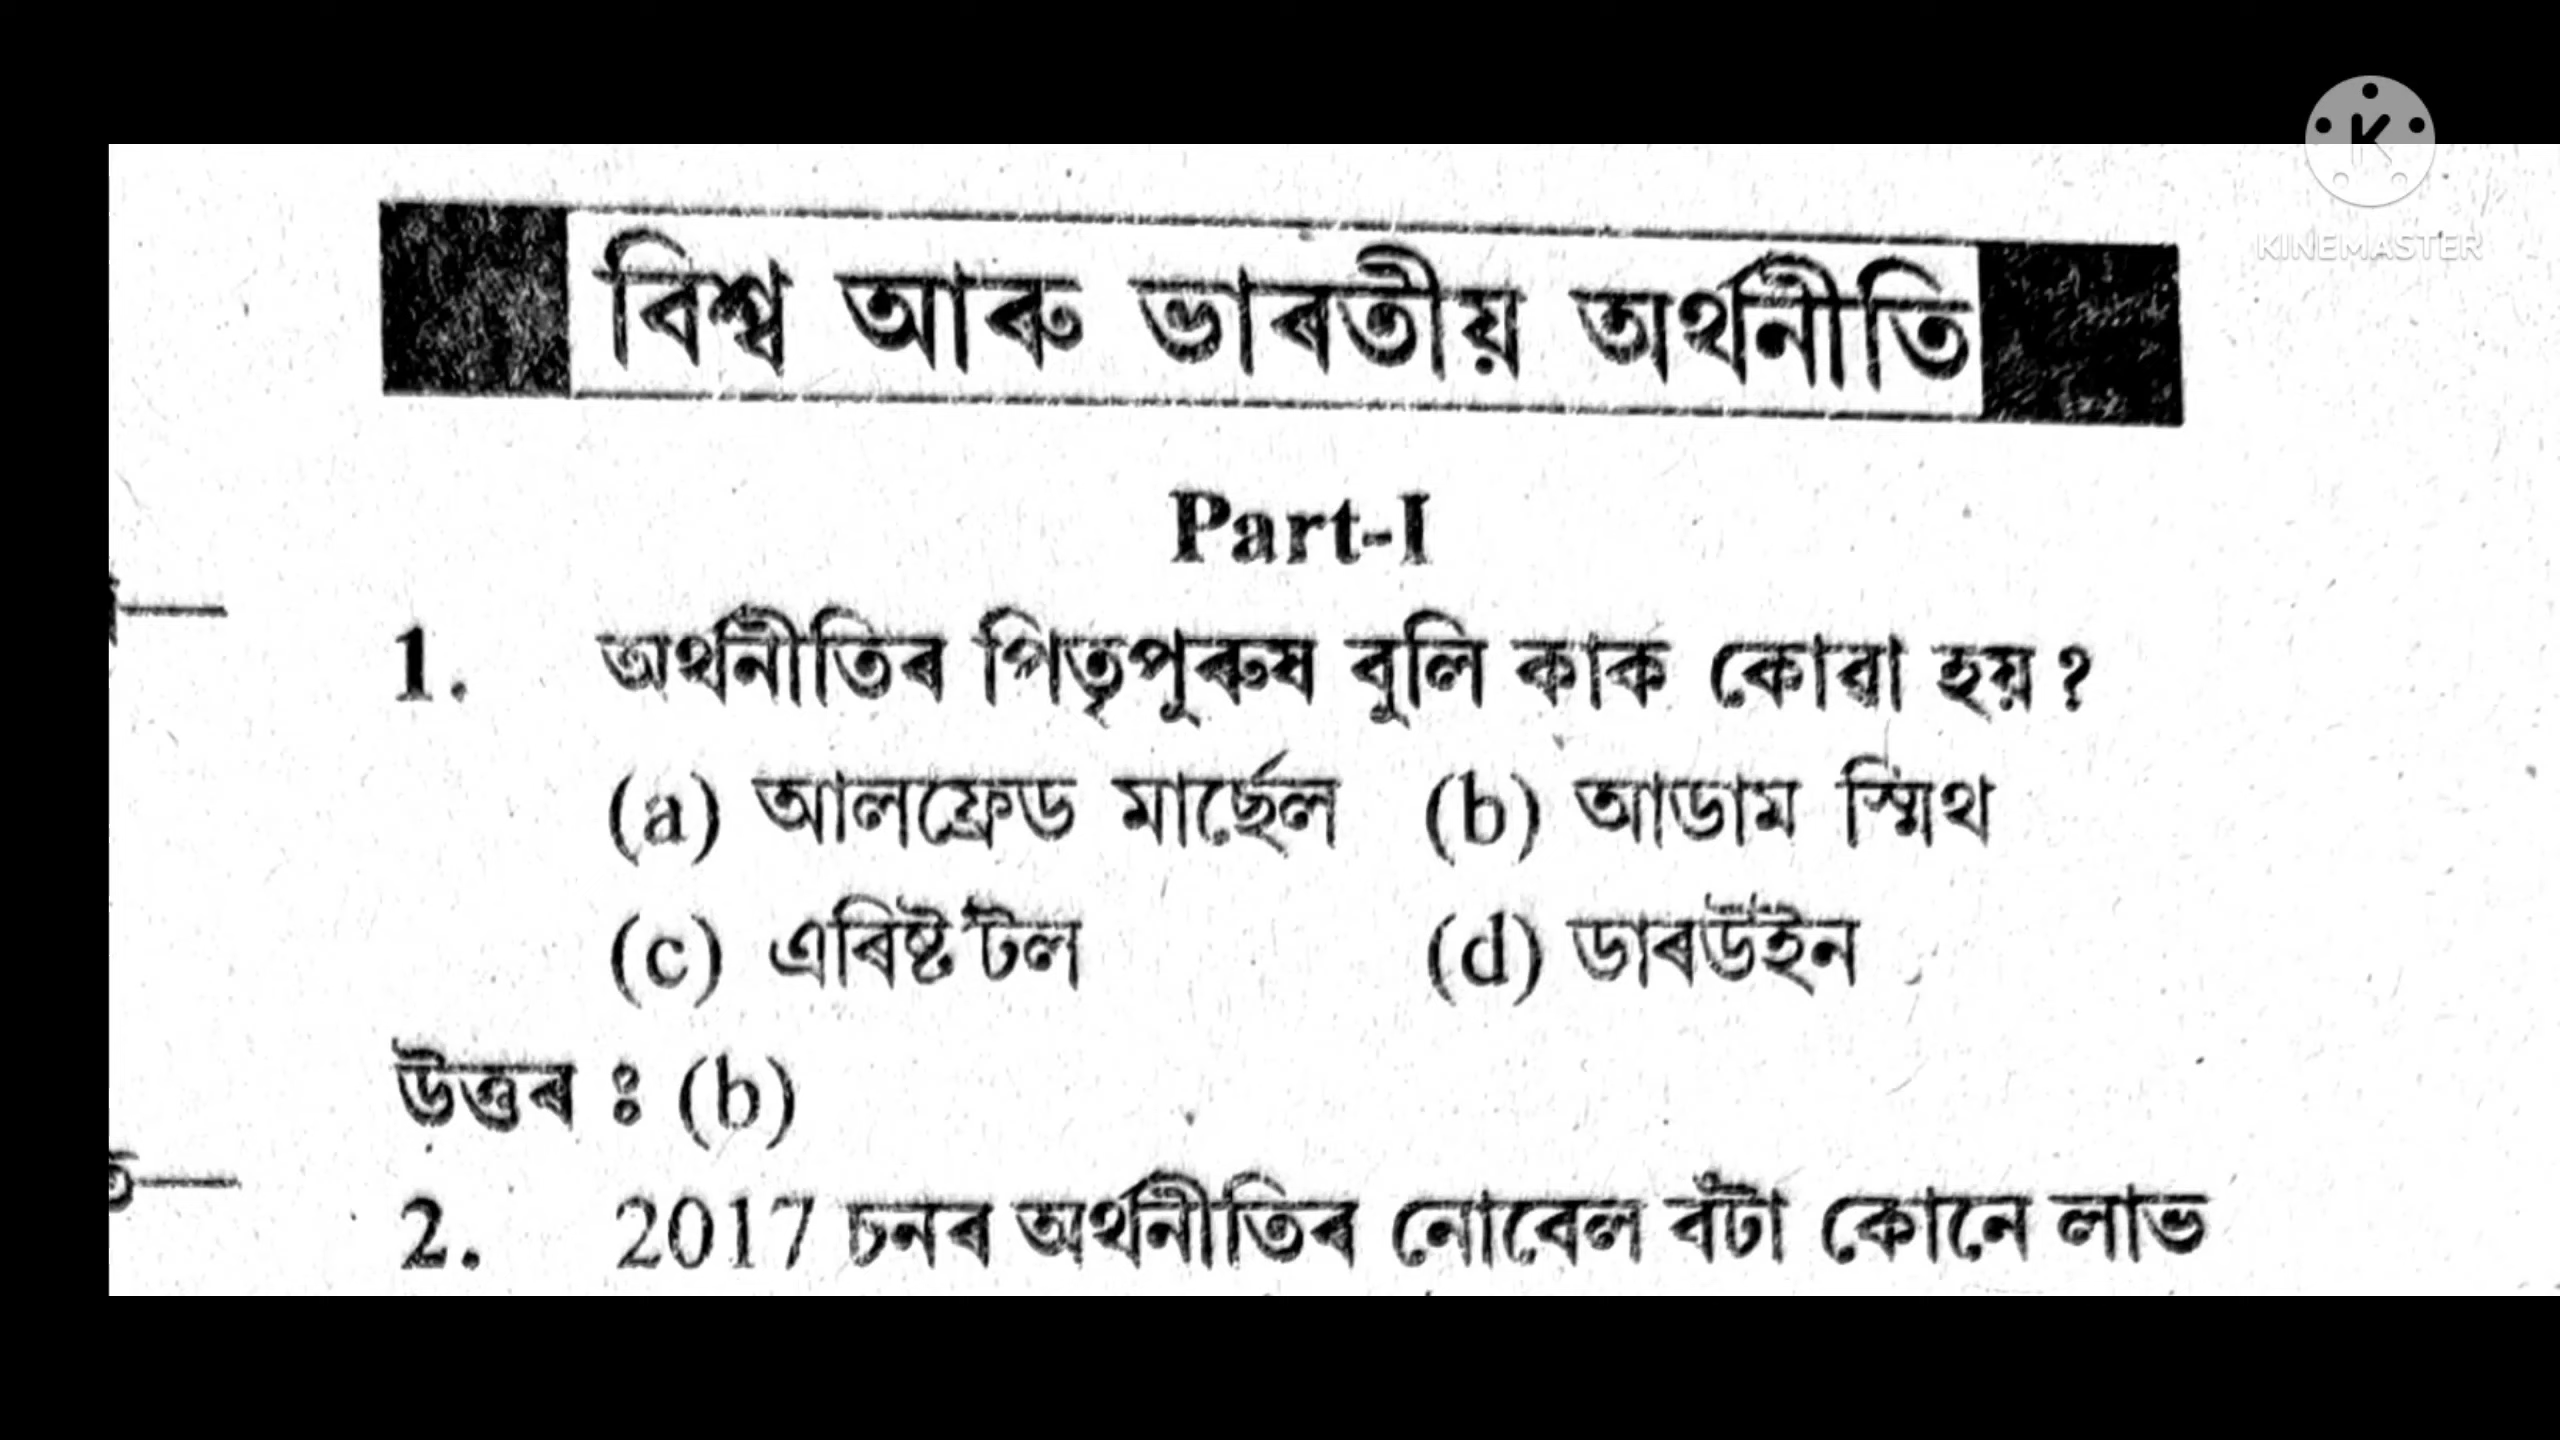 KINEMASTER
বিশ্ব আৰু ভাৰতীয় অৰ্থনীতি
Part-I
1. অৰ্থনীতিৰ পিতৃপুৰুষ বুলি কাক কোৱা হয়?
(a) আলফ্ৰেড মাৰ্ছেল (b) আডাম স্মিথ
(c) এৰিষ্ট'টল (d) ডাৰউইন
উত্তৰ : (b)
2. 2017 চনৰ অৰ্থনীতিৰ নোবেল বঁটা কোনে লাভ